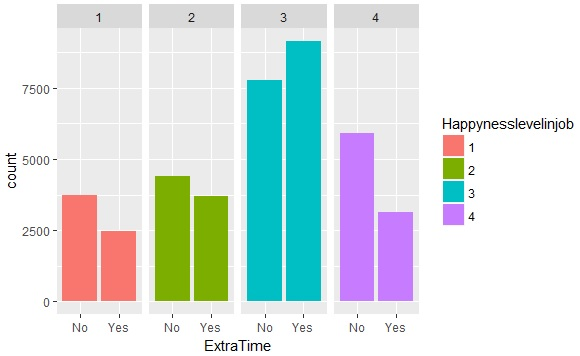 1 2 3 4
7500
5000
2500
0
count
No Yes No Yes No Yes No Yes
ExtraTime
Happynesslevelinjob
1
2
3
4